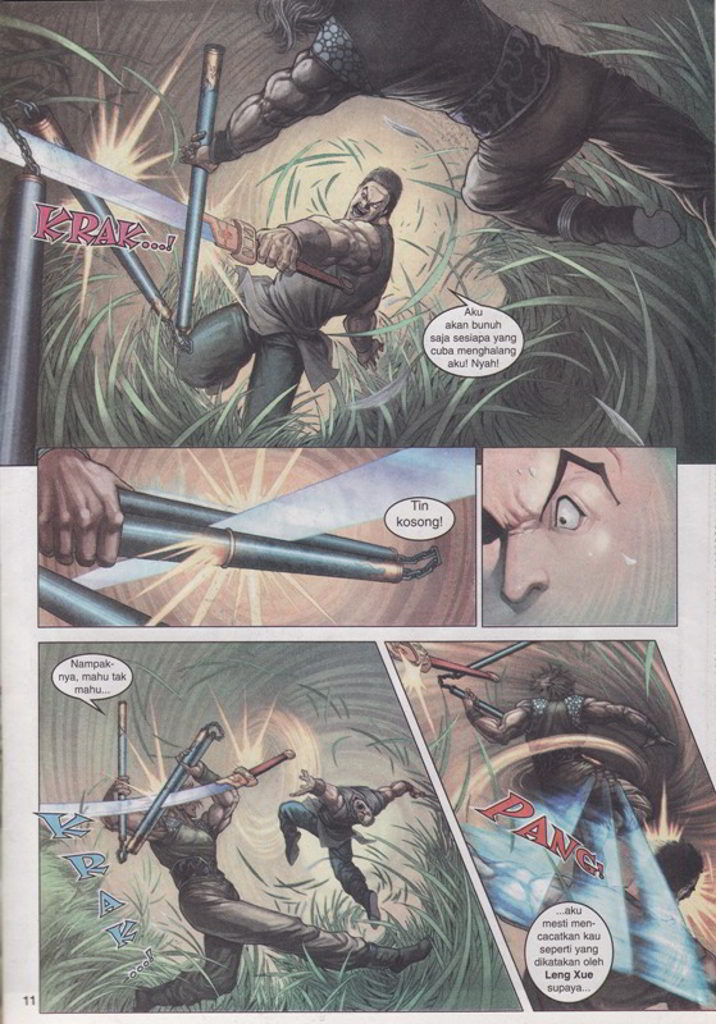 KRAK...!
Aku
akan bunuh
saja sesiapa yang
cuba menghalang
aku! Nyah!
Tin
kosong!
Nampak-
nya, mahu tak
mahu...
KRAK...!
PANG!
...aku
mesti men-
cacatkan kau
seperti yang
dikatakan oleh
Leng Xue
supaya...
11